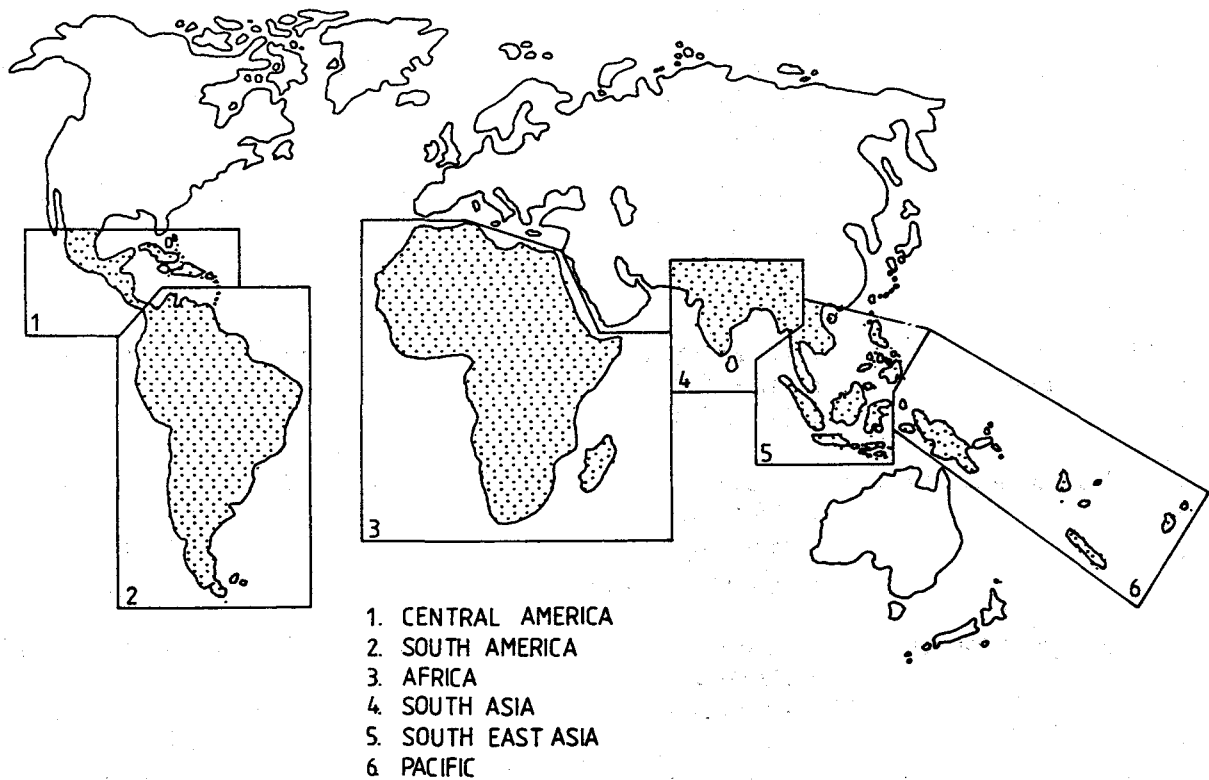 1
2
3
4
5
6
1. CENTRAL AMERICA
2. SOUTH AMERICA
3. AFRICA
4. SOUTH ASIA
5. SOUTH EAST ASIA
6. PACIFIC